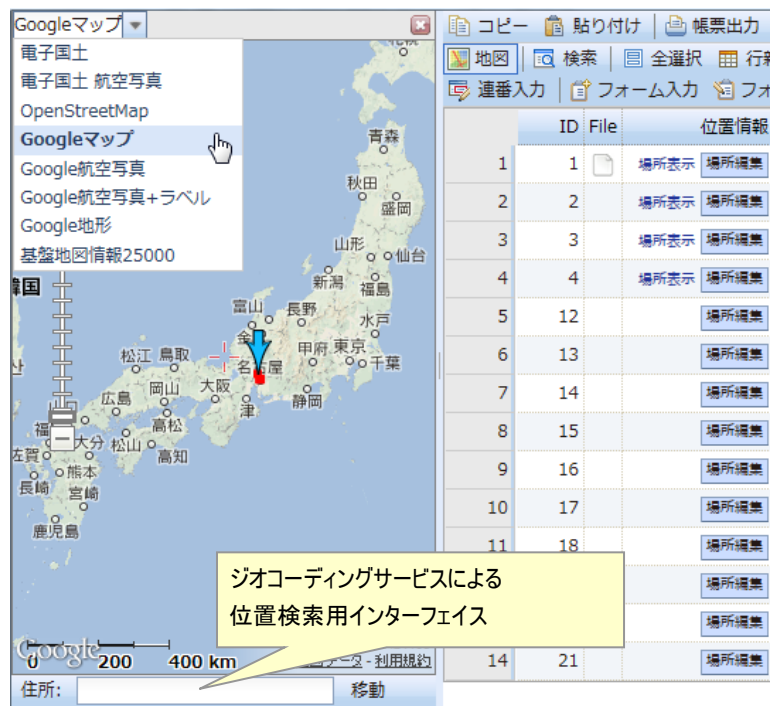 Googleマップ
電子国土
電子国土 航空写真
OpenStreetMap
Googleマップ
Google航空写真
Google航空写真+ラベル
Google地形
基盤地図情報25000
青森
秋田
盛岡
山形
仙台
新潟
福島
富山
長野
水戸
松江
鳥取
甲府
東京
千葉
名古屋
岡山
大阪
広島
津
静岡
高松
大分
松山
高知
佐賀
熊本
長崎
宮崎
鹿児島
韓国
Google
0 200 400 km
利用規約
住所:
移動
ジオコーディングサービスによる
位置検索用インターフェイス
コピー 貼り付け 帳票出力
地図 検索 全選択
連番入力 フォーム入力
ID File 位置情報
1 1 場所表示 場所編集
2 2 場所表示 場所編集
3 3 場所表示 場所編集
4 4 場所表示 場所編集
5 12 場所編集
6 13 場所編集
7 14 場所編集
8 15 場所編集
9 16 場所編集
10 17 場所編集
11 18 場所編集
場所編集
場所編集
14 21 場所編集